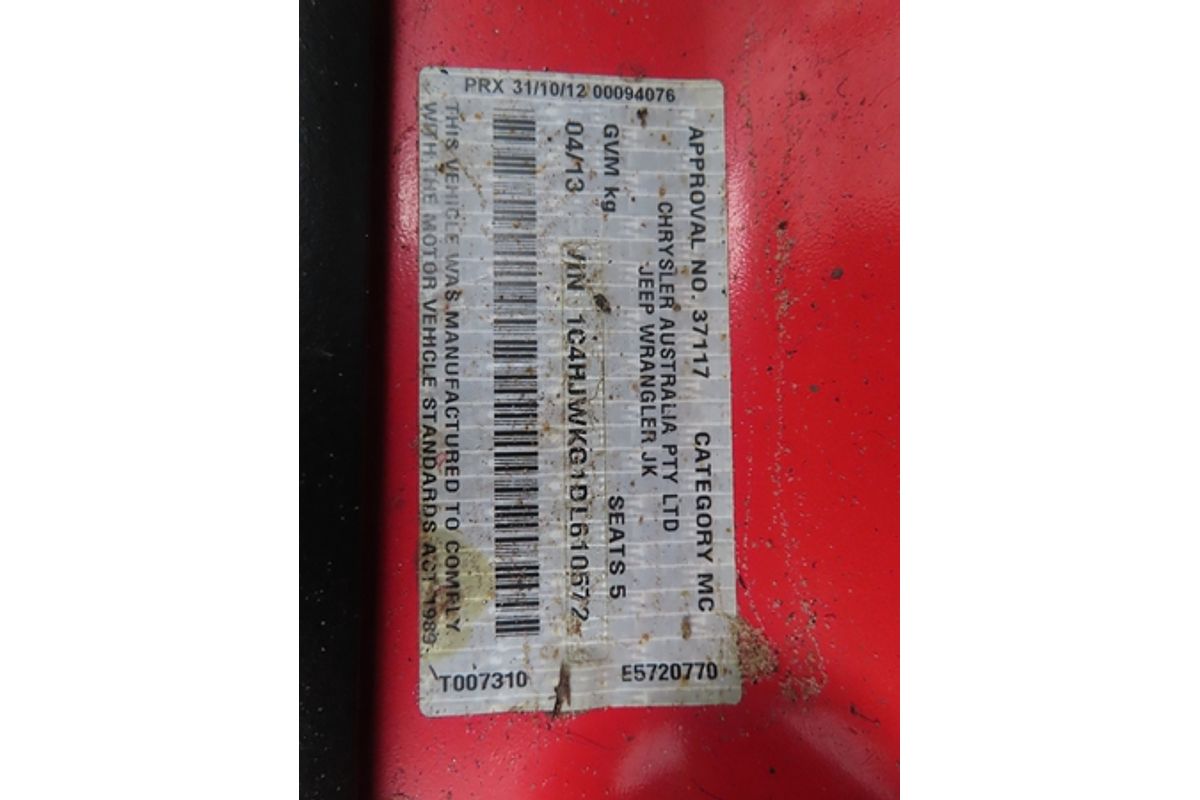 PRX 31/10/12 00094076
APPROVAL NO. 37117 CATEGORY MC
CHRYSLER AUSTRALIA PTY LTD
JEEP WRANGLER JK
GVM kg SEATS 5
04/13 VIN 1C4HJWKG1DL610572
THIS VEHICLE WAS MANUFACTURED TO COMPLY
WITH THE MOTOR VEHICLE STANDARDS ACT 1989.
T007310
E5720770